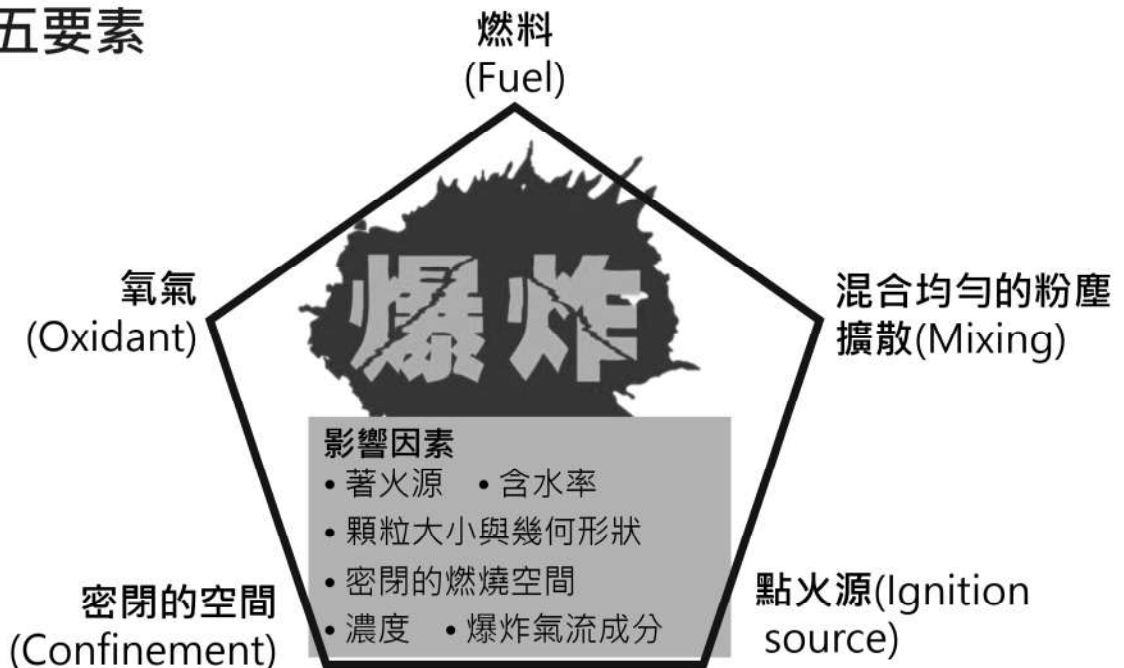 五要素
燃料
(Fuel)
氧氣
(Oxidant)
混合均勻的粉塵
擴散(Mixing)
爆炸
影響因素
• 著火源 • 含水率
• 顆粒大小與幾何形狀
• 密閉的燃燒空間
• 濃度 • 爆炸氣流成分
密閉的空間
(Confinement)
點火源(Ignition
source)